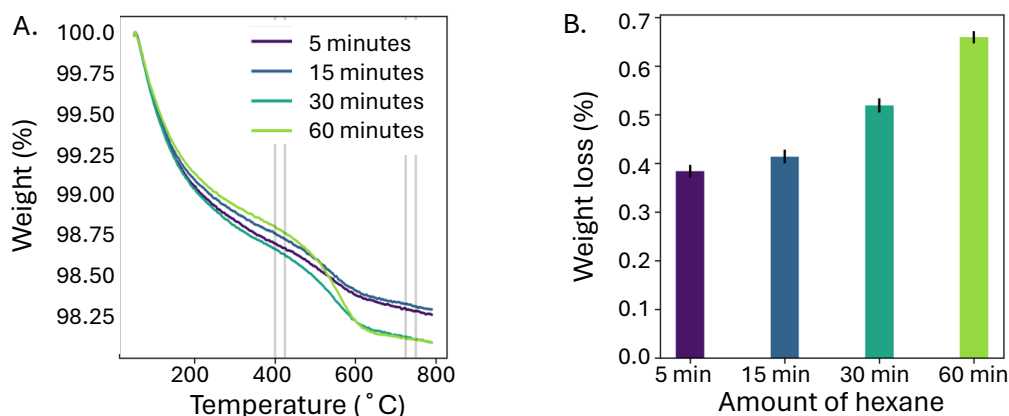 A.
Weight (%)
100.0
99.75
99.50
99.25
99.00
98.75
98.50
98.25
5 minutes
15 minutes
30 minutes
60 minutes
200
400
600
800
Temperature (˚C)
B.
Weight loss (%)
0.7
0.6
0.5
0.4
0.3
0.2
0.1
0.0
5 min
15 min
30 min
60 min
Amount of hexane